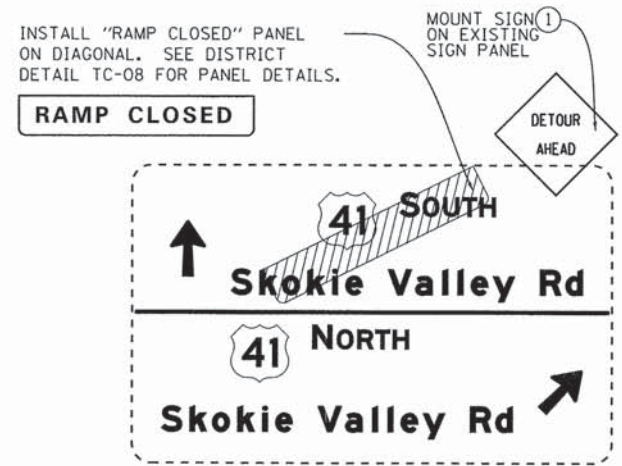 INSTALL "RAMP CLOSED" PANEL
ON DIAGONAL. SEE DISTRICT
DETAIL TC-08 FOR PANEL DETAILS.
RAMP CLOSED
MOUNT SIGN 1
ON EXISTING
SIGN PANEL
DETOUR
AHEAD
41 SOUTH
Skokie Valley Rd
41 NORTH
Skokie Valley Rd